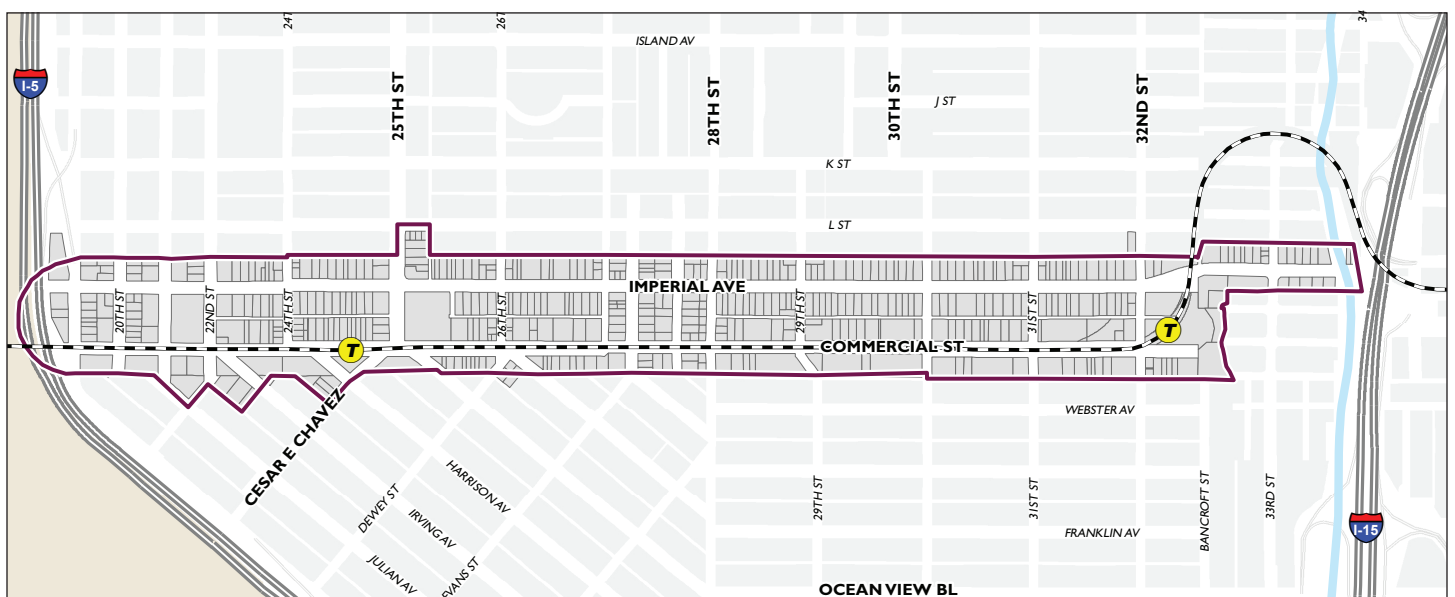 24T
26T
34
ISLAND AV
I-5
25TH ST
28TH ST
30TH ST
32ND ST
J ST
K ST
L ST
IMPERIAL AVE
20TH ST
22ND ST
24TH ST
26TH ST
29TH ST
31ST ST
T
T
COMMERCIAL ST
CESAR E CHAVEZ
WEBSTER AV
HARRISON AV
DEWEY ST
IRVING AV
JULIAN AV
EVANS ST
29TH ST
31ST ST
BANCROFT ST
33RD ST
FRANKLIN AV
I-15
OCEAN VIEW BL